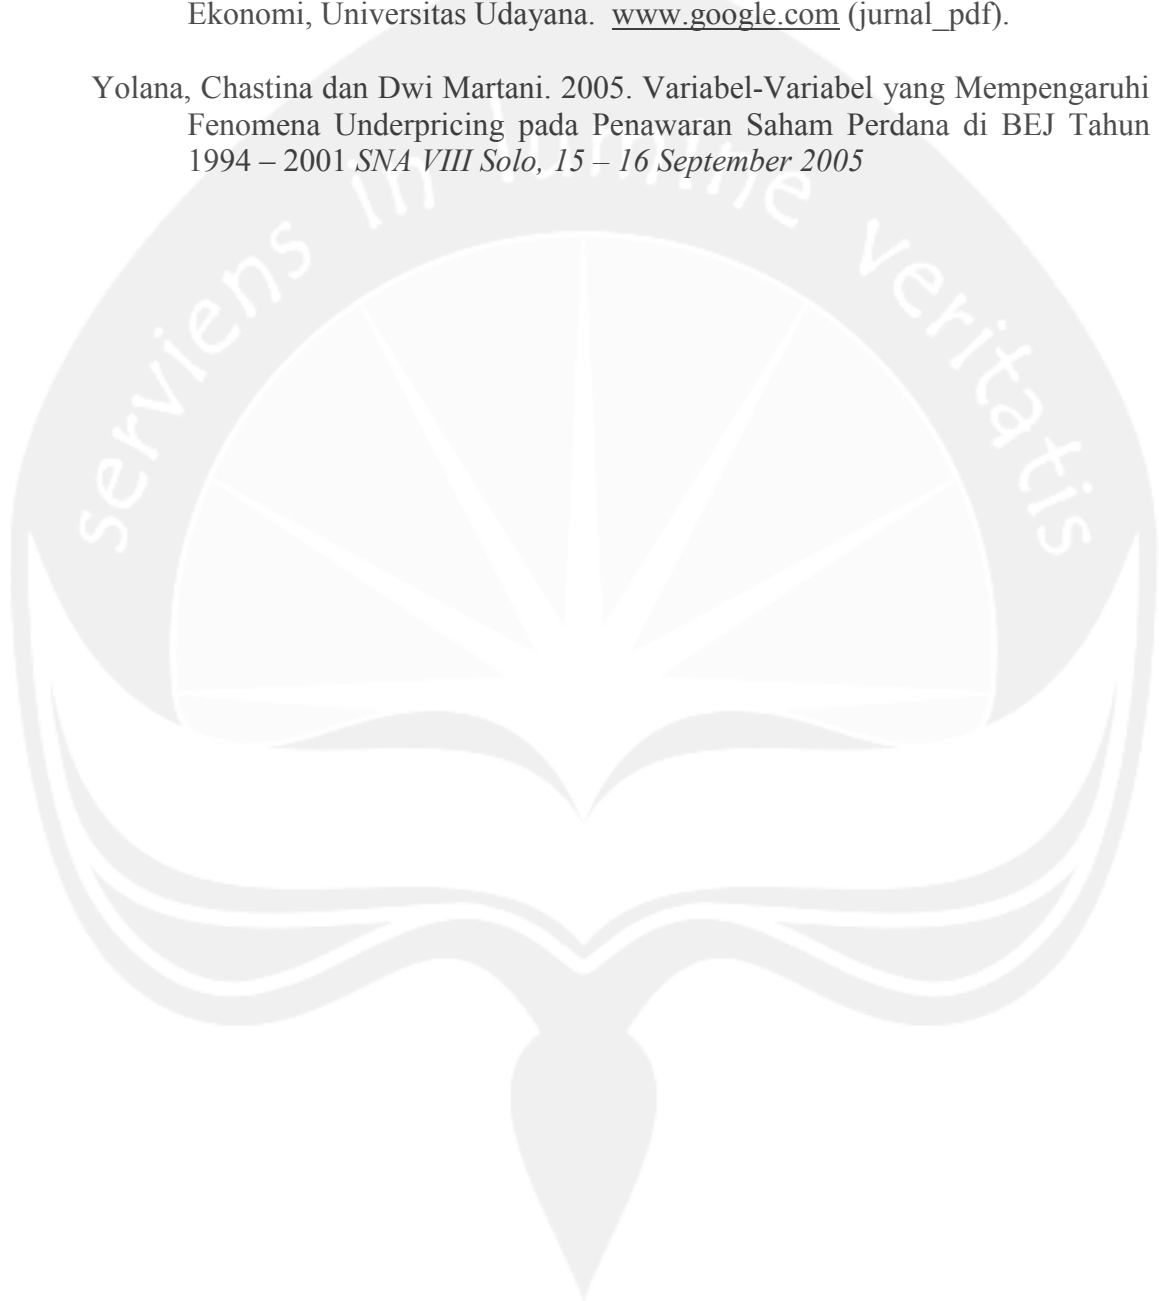 Ekonomi, Universitas Udayana. www.google.com (jurnal_pdf).
Yolana, Chastina dan Dwi Martani. 2005. Variabel-Variabel yang Mempengaruhi
Fenomena Underpricing pada Penawaran Saham Perdana di BEJ Tahun
1994 – 2001 SNA VIII Solo, 15 – 16 September 2005
serviens in lumine veritatis